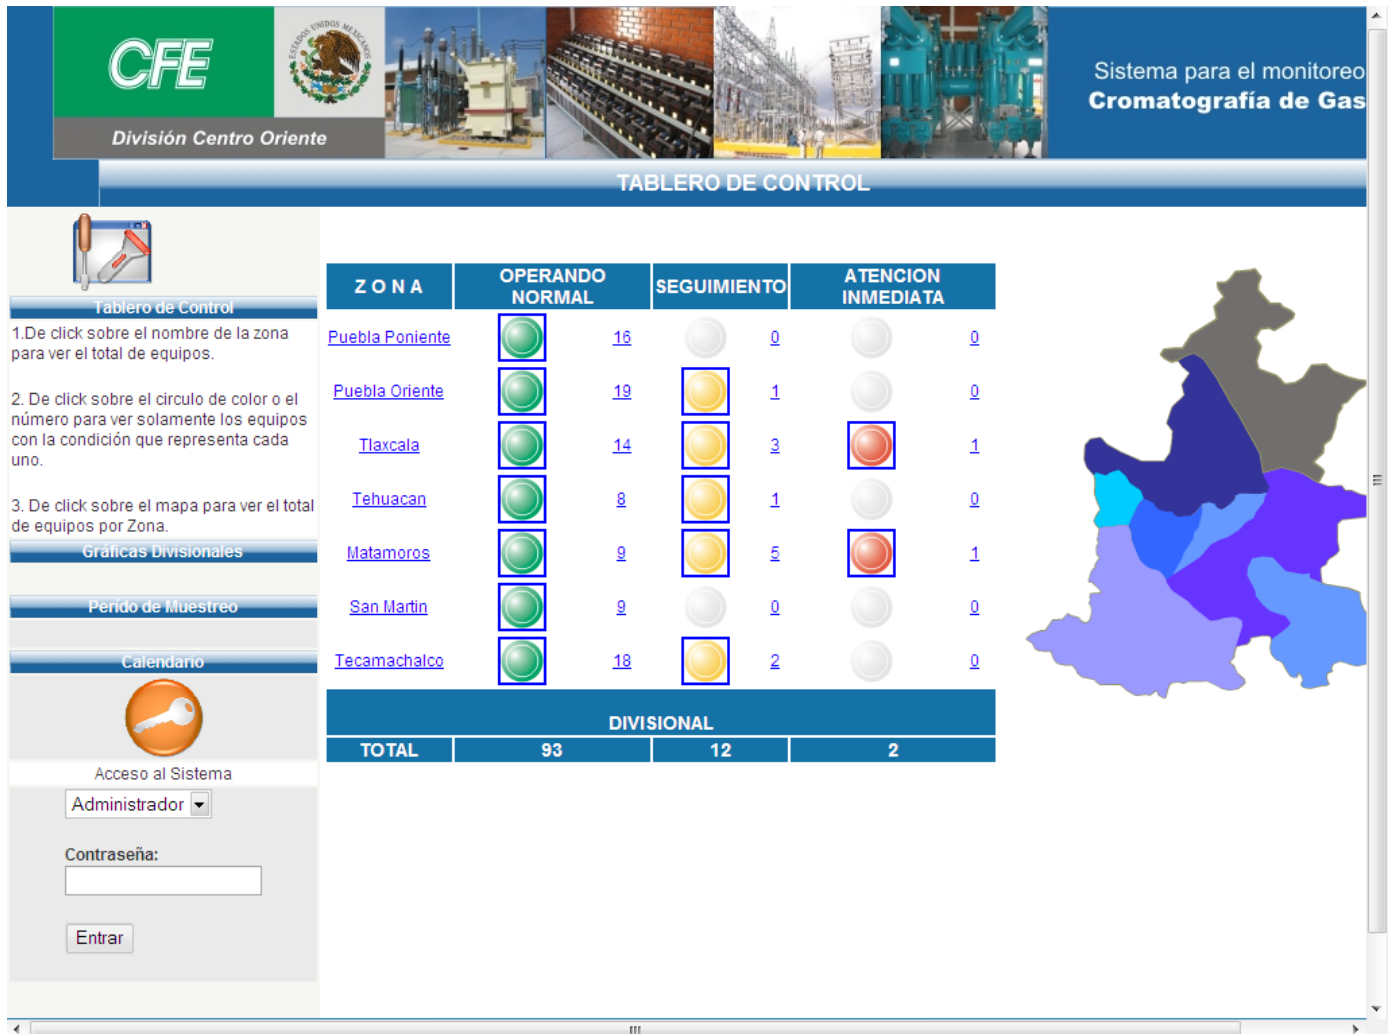 CFE
ESTADOS UNIDOS MEXICANOS
División Centro Oriente
Sistema para el monitoreo
Cromatografía de Gas
TABLERO DE CONTROL
Tablero de Control
1.De click sobre el nombre de la zona
para ver el total de equipos.
2. De click sobre el circulo de color o el
número para ver solamente los equipos
con la condición que representa cada
uno.
3. De click sobre el mapa para ver el total
de equipos por Zona.
Gráficas Divisionales
Perído de Muestreo
Calendario
Acceso al Sistema
Administrador
Contraseña:
Entrar
Z O N A OPERANDO NORMAL SEGUIMIENTO ATENCION INMEDIATA
Puebla Poniente 16 0 0
Puebla Oriente 19 1 0
Tlaxcala 14 3 1
Tehuacan 8 1 0
Matamoros 9 5 1
San Martin 9 0 0
Tecamachalco 18 2 0
DIVISIONAL
TOTAL 93 12 2